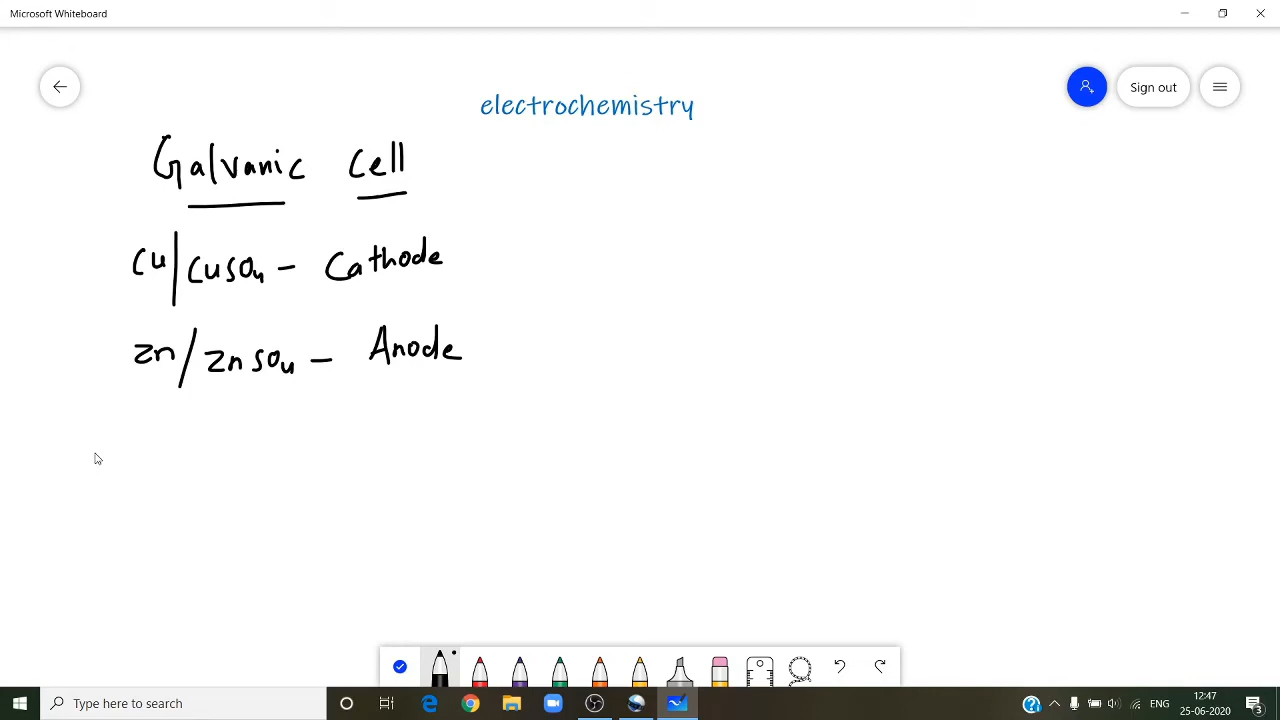 Microsoft Whiteboard
electrochemistry
Sign out
Galvanic cell
Cu|CuSO4 - Cathode
Zn/ZnSO4 - Anode
Type here to search
ENG
12:47
25-06-2020
3